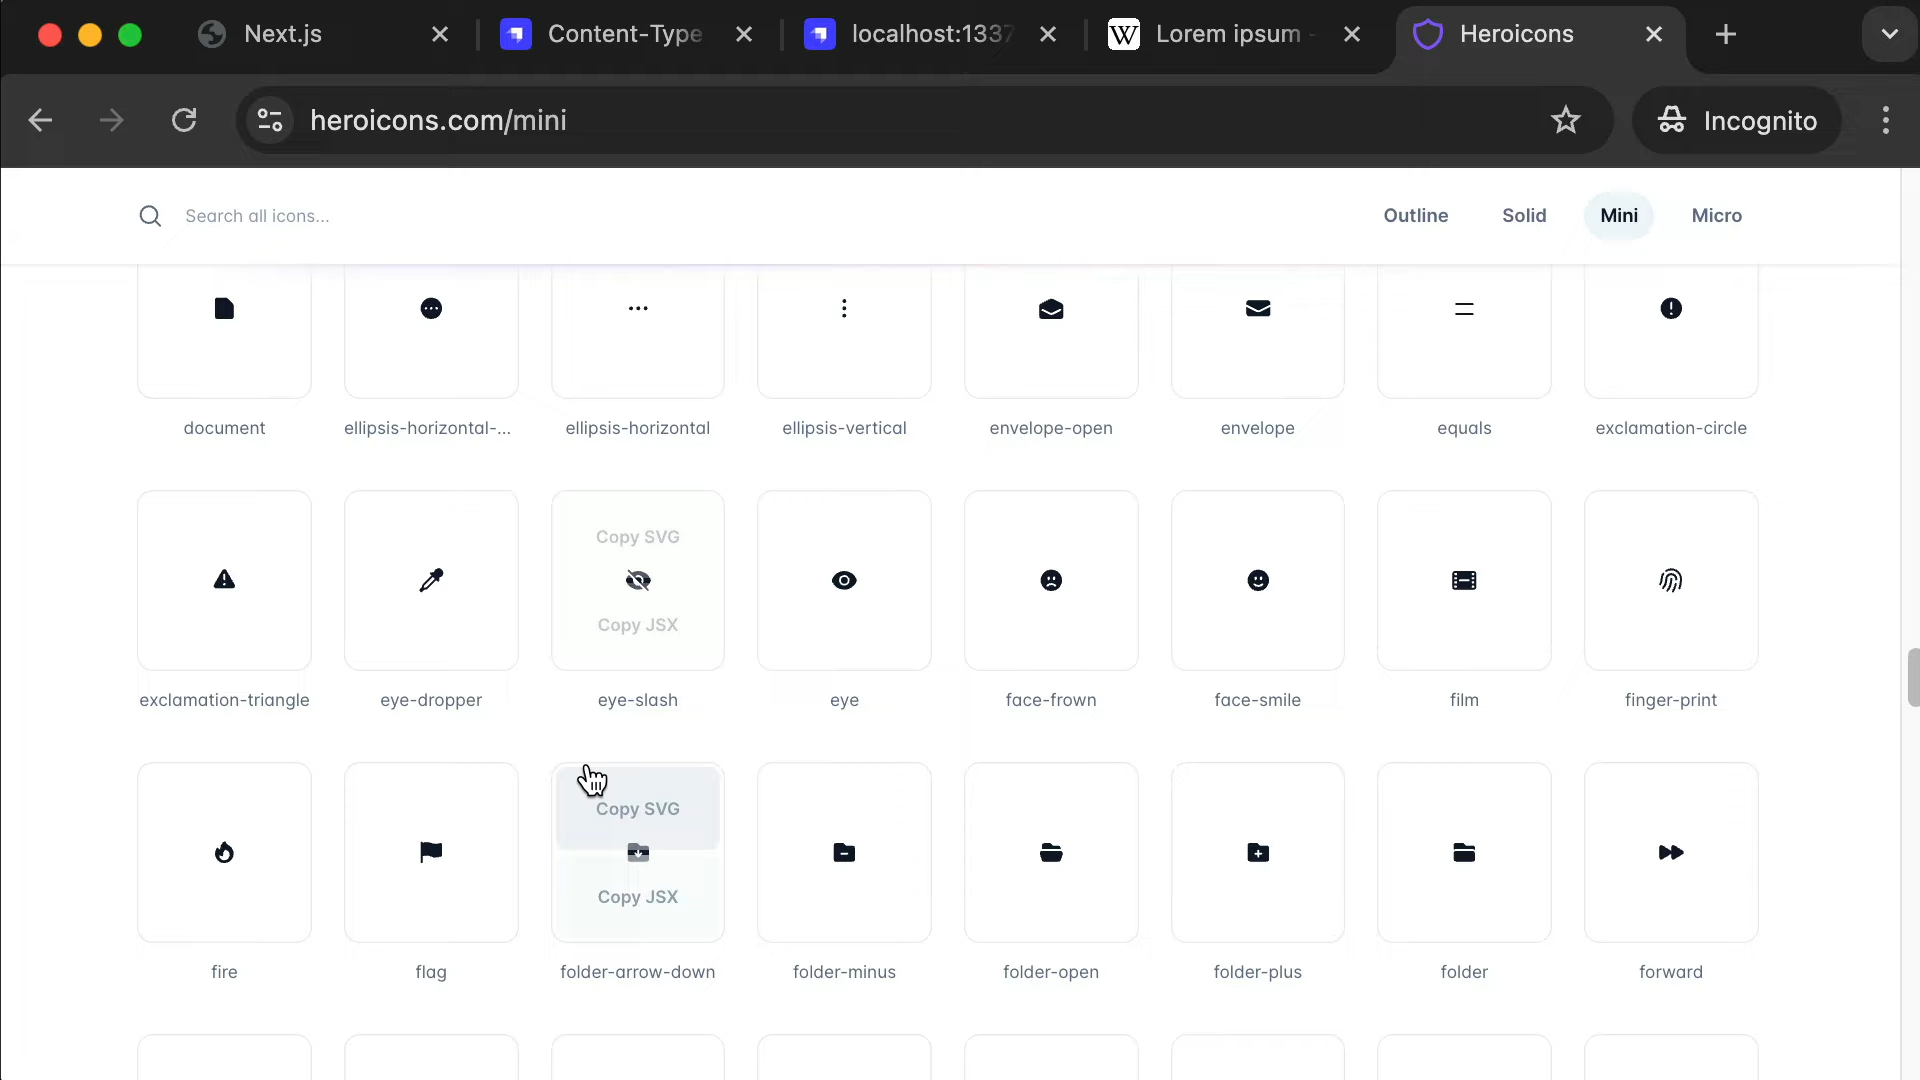 Next.js
Content-Type
localhost:1337
Lorem ipsum -
Heroicons
heroicons.com/mini
Incognito
Search all icons...
Outline
Solid
Mini
Micro
document
ellipsis-horizontal-...
ellipsis-horizontal
ellipsis-vertical
envelope-open
envelope
equals
exclamation-circle
Copy SVG
Copy JSX
exclamation-triangle
eye-dropper
eye-slash
eye
face-frown
face-smile
film
finger-print
Copy SVG
Copy JSX
fire
flag
folder-arrow-down
folder-minus
folder-open
folder-plus
folder
forward